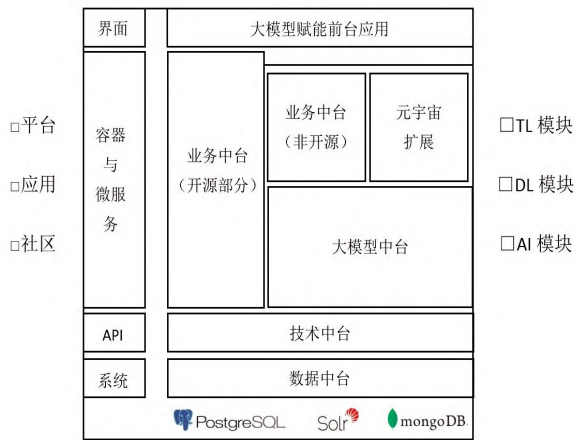 界面
大模型赋能前台应用
□平台
□应用
□社区
容器
与
微服
务
业务中台
（开源部分）
业务中台
（非开源）
元宇宙
扩展
大模型中台
□TL 模块
□DL 模块
□AI 模块
API
技术中台
系统
数据中台
PostgreSQL
Solr
mongoDB